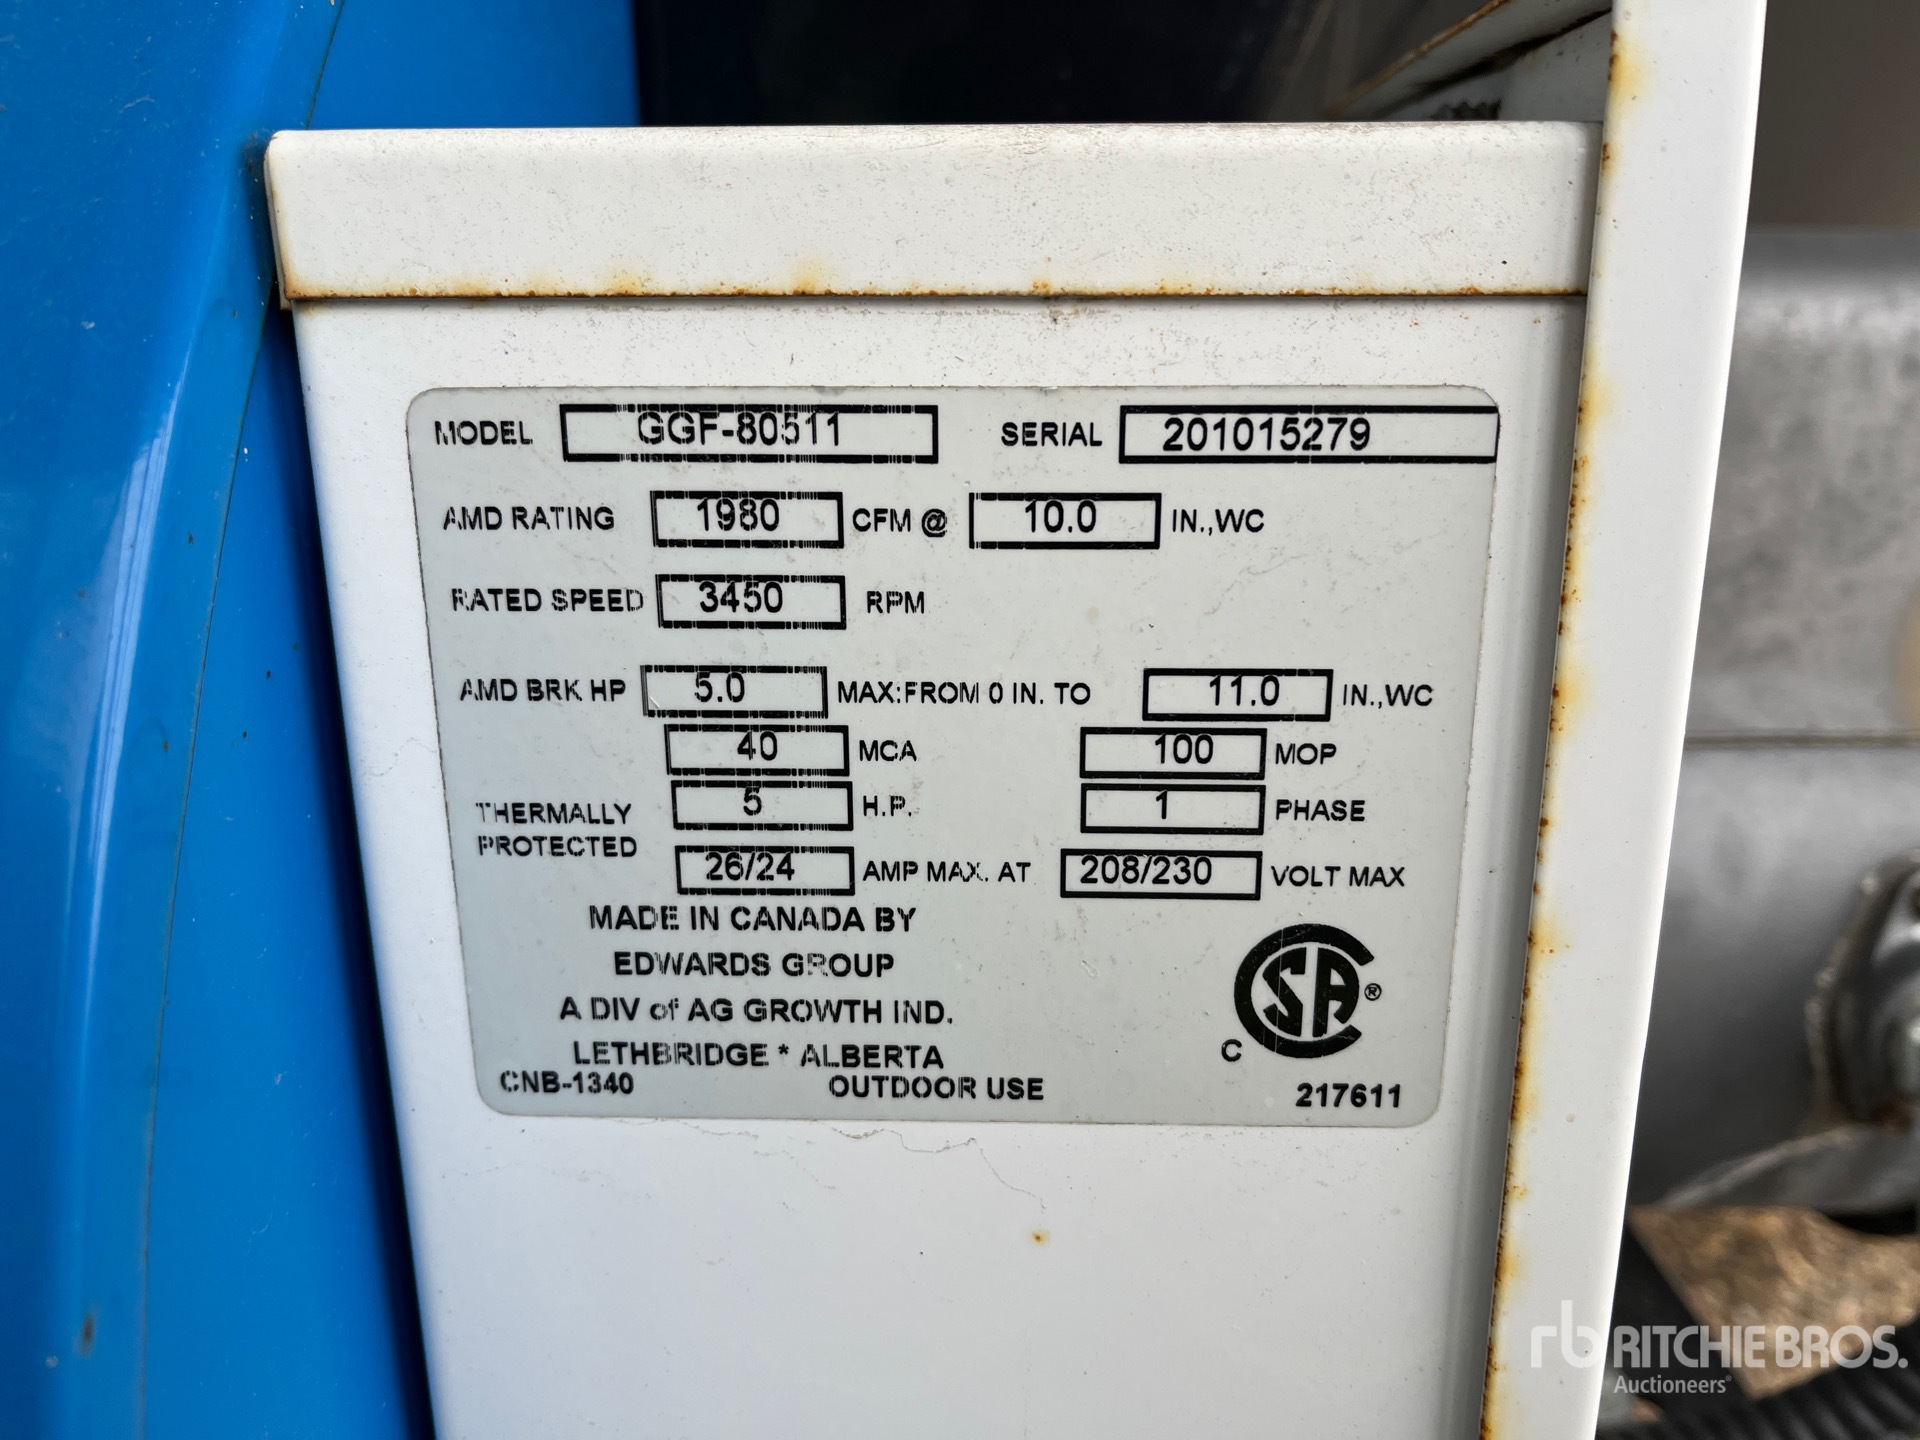 MODEL GGF-80511 SERIAL 201015279
AMD RATING 1980 CFM @ 10.0 IN.,WC
RATED SPEED 3450 RPM
AMD BRK HP 5.0 MAX:FROM 0 IN. TO 11.0 IN.,WC
40 MCA 100 MOP
THERMALLY PROTECTED 5 H.P. 1 PHASE
26/24 AMP MAX. AT 208/230 VOLT MAX
MADE IN CANADA BY
EDWARDS GROUP
A DIV of AG GROWTH IND.
LETHBRIDGE * ALBERTA
CNB-1340 OUTDOOR USE
C SA ®
217611
rb RITCHIE BROS.
Auctioneers®